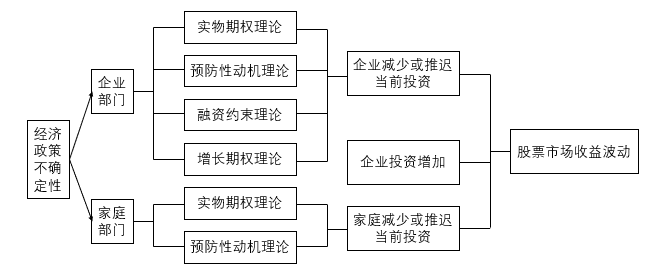 经济
政策
不确
定性
企业
部门
家庭
部门
实物期权理论
预防性动机理论
融资约束理论
增长期权理论
实物期权理论
预防性动机理论
企业减少或推迟
当前投资
企业投资增加
家庭减少或推迟
当前投资
股票市场收益波动